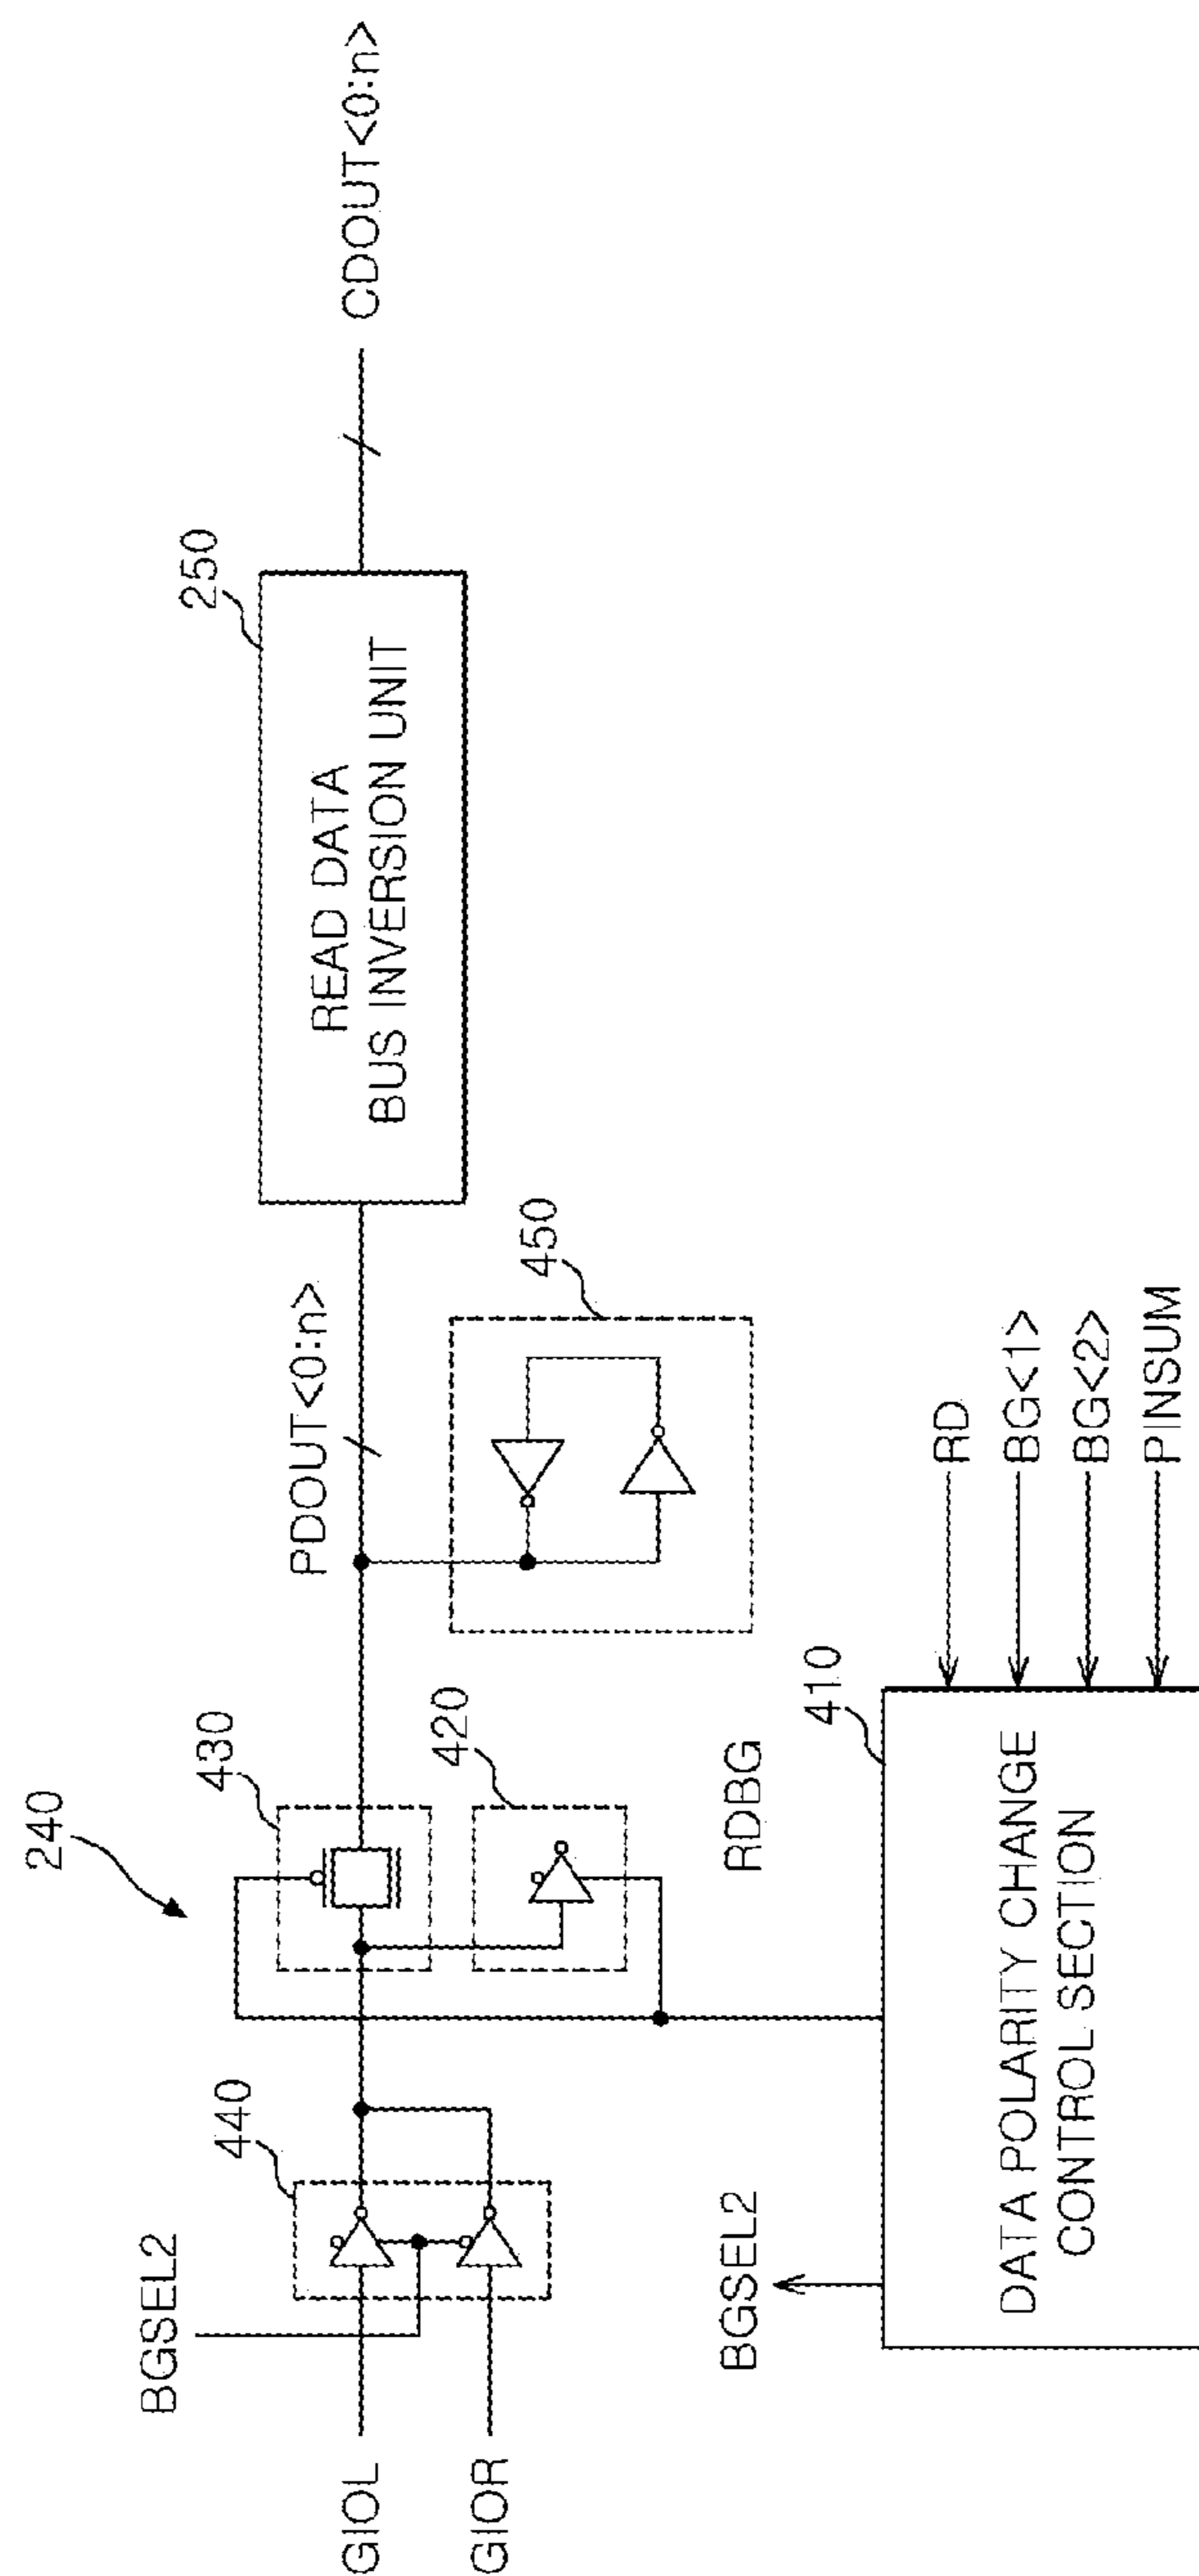 240
BGSEL2
440
430
GIOL
GIOR
420
PDOUT<0:n>
450
250
READ DATA
BUS INVERSION UNIT
CDOUT<0:n>
BGSEL2
RDBG
410
DATA POLARITY CHANGE
CONTROL SECTION
RD
BG<1>
BG<2>
PINSUM